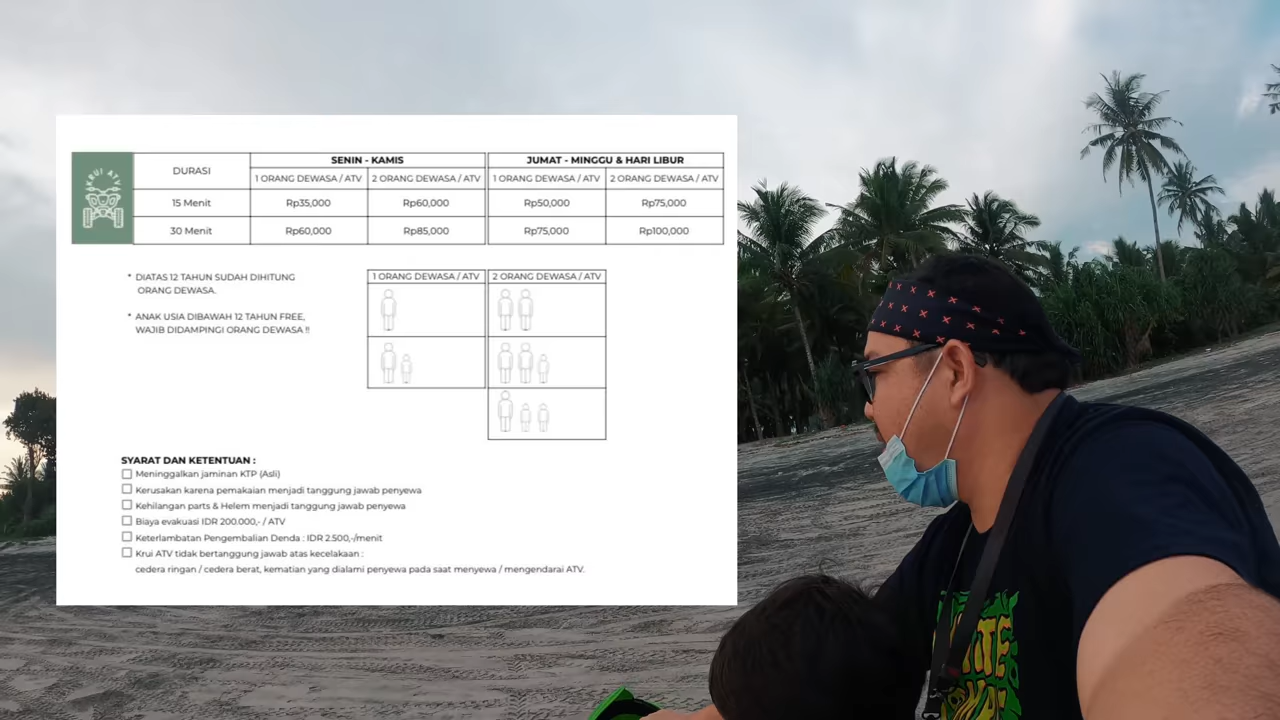 KRUI ATV
DURASI
SENIN - KAMIS
JUMAT - MINGGU & HARI LIBUR
1 ORANG DEWASA / ATV 2 ORANG DEWASA / ATV 1 ORANG DEWASA / ATV 2 ORANG DEWASA / ATV
15 Menit Rp35,000 Rp60,000 Rp50,000 Rp75,000
30 Menit Rp60,000 Rp85,000 Rp75,000 Rp100,000
* DIATAS 12 TAHUN SUDAH DIHITUNG
ORANG DEWASA.
* ANAK USIA DIBAWAH 12 TAHUN FREE,
WAJIB DIDAMPINGI ORANG DEWASA !!
1 ORANG DEWASA / ATV 2 ORANG DEWASA / ATV
SYARAT DAN KETENTUAN :
Meninggalkan jaminan KTP (Asli)
Kerusakan karena pemakaian menjadi tanggung jawab penyewa
Kehilangan parts & Helem menjadi tanggung jawab penyewa
Biaya evakuasi IDR 200.000,- / ATV
Keterlambatan Pengembalian Denda : IDR 2.500,-/menit
Krui ATV tidak bertanggung jawab atas kecelakaan :
cedera ringan / cedera berat, kematian yang dialami penyewa pada saat menyewa / mengendarai ATV.